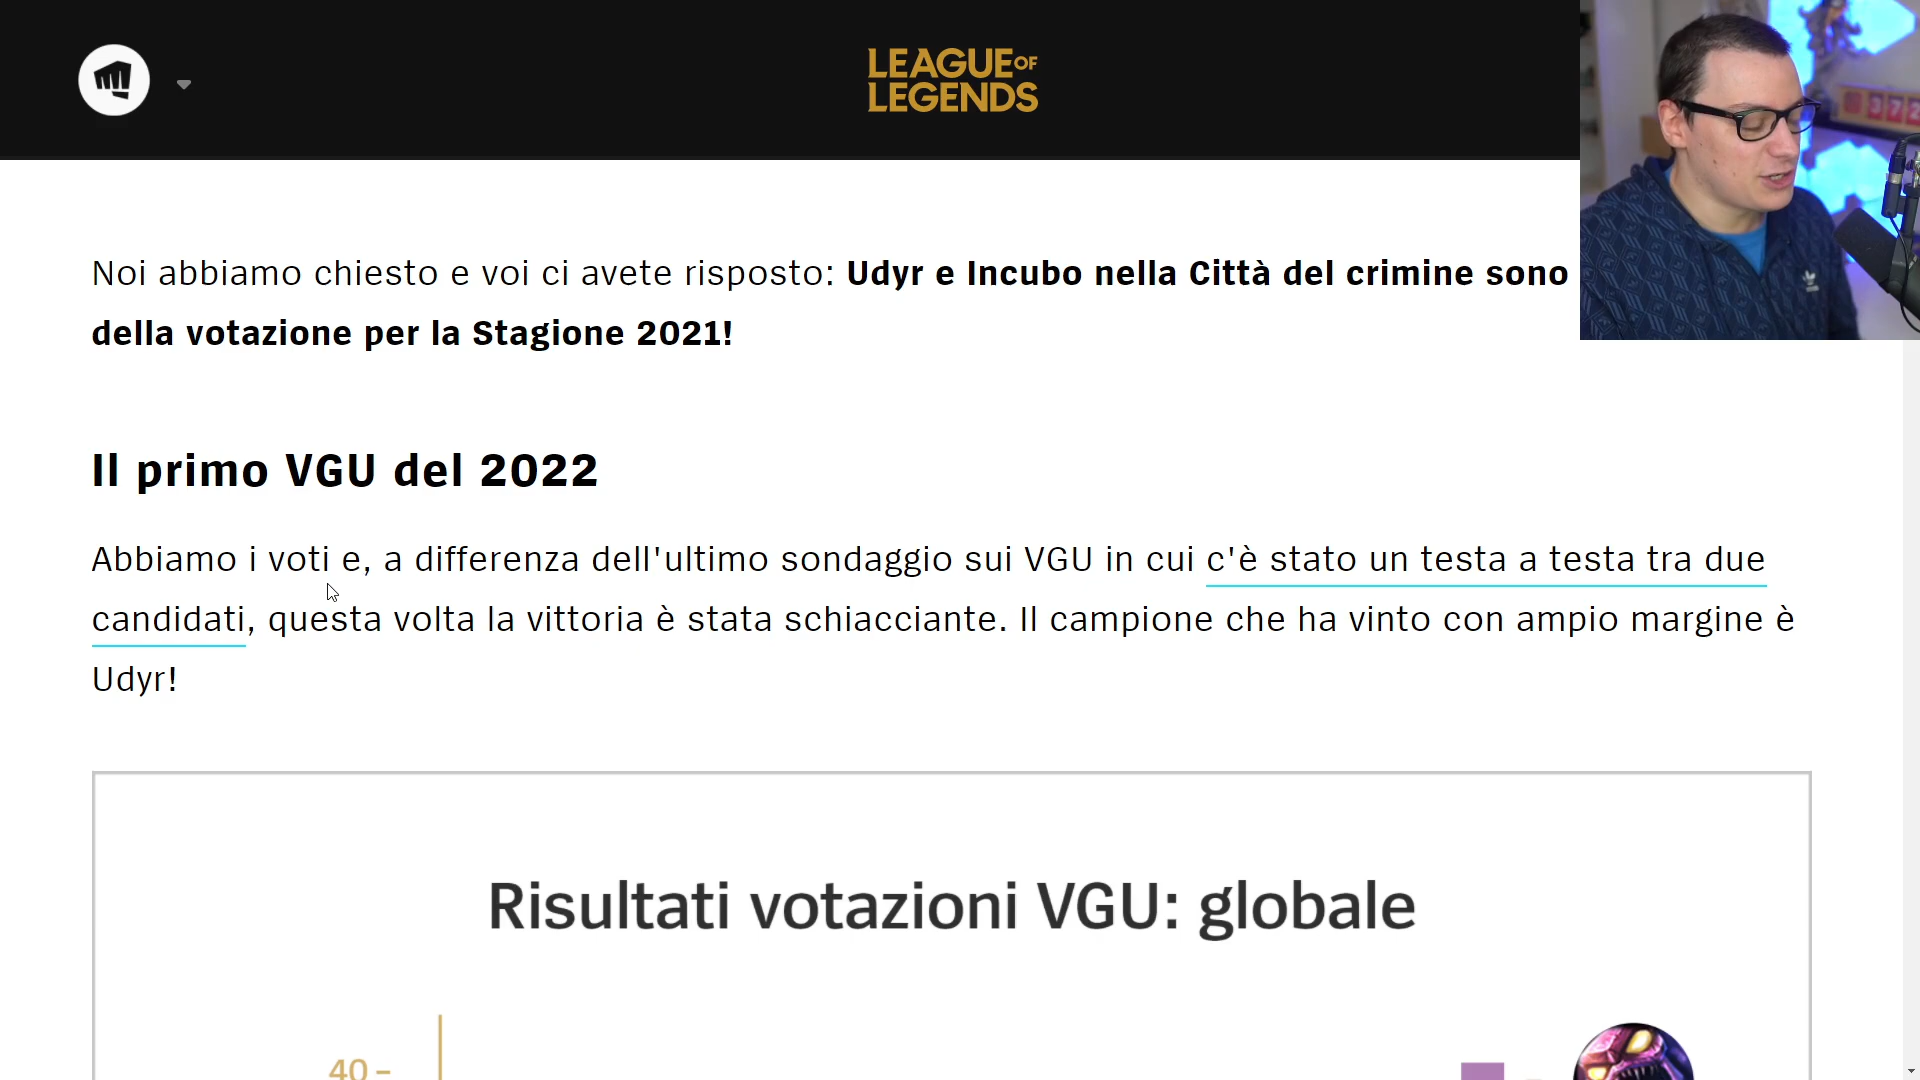 LEAGUE OF
LEGENDS
372
Noi abbiamo chiesto e voi ci avete risposto: Udyr e Incubo nella Città del crimine sono
della votazione per la Stagione 2021!
Il primo VGU del 2022
Abbiamo i voti e, a differenza dell'ultimo sondaggio sui VGU in cui c'è stato un testa a testa tra due
candidati, questa volta la vittoria è stata schiacciante. Il campione che ha vinto con ampio margine è
Udyr!
Risultati votazioni VGU: globale
40 –